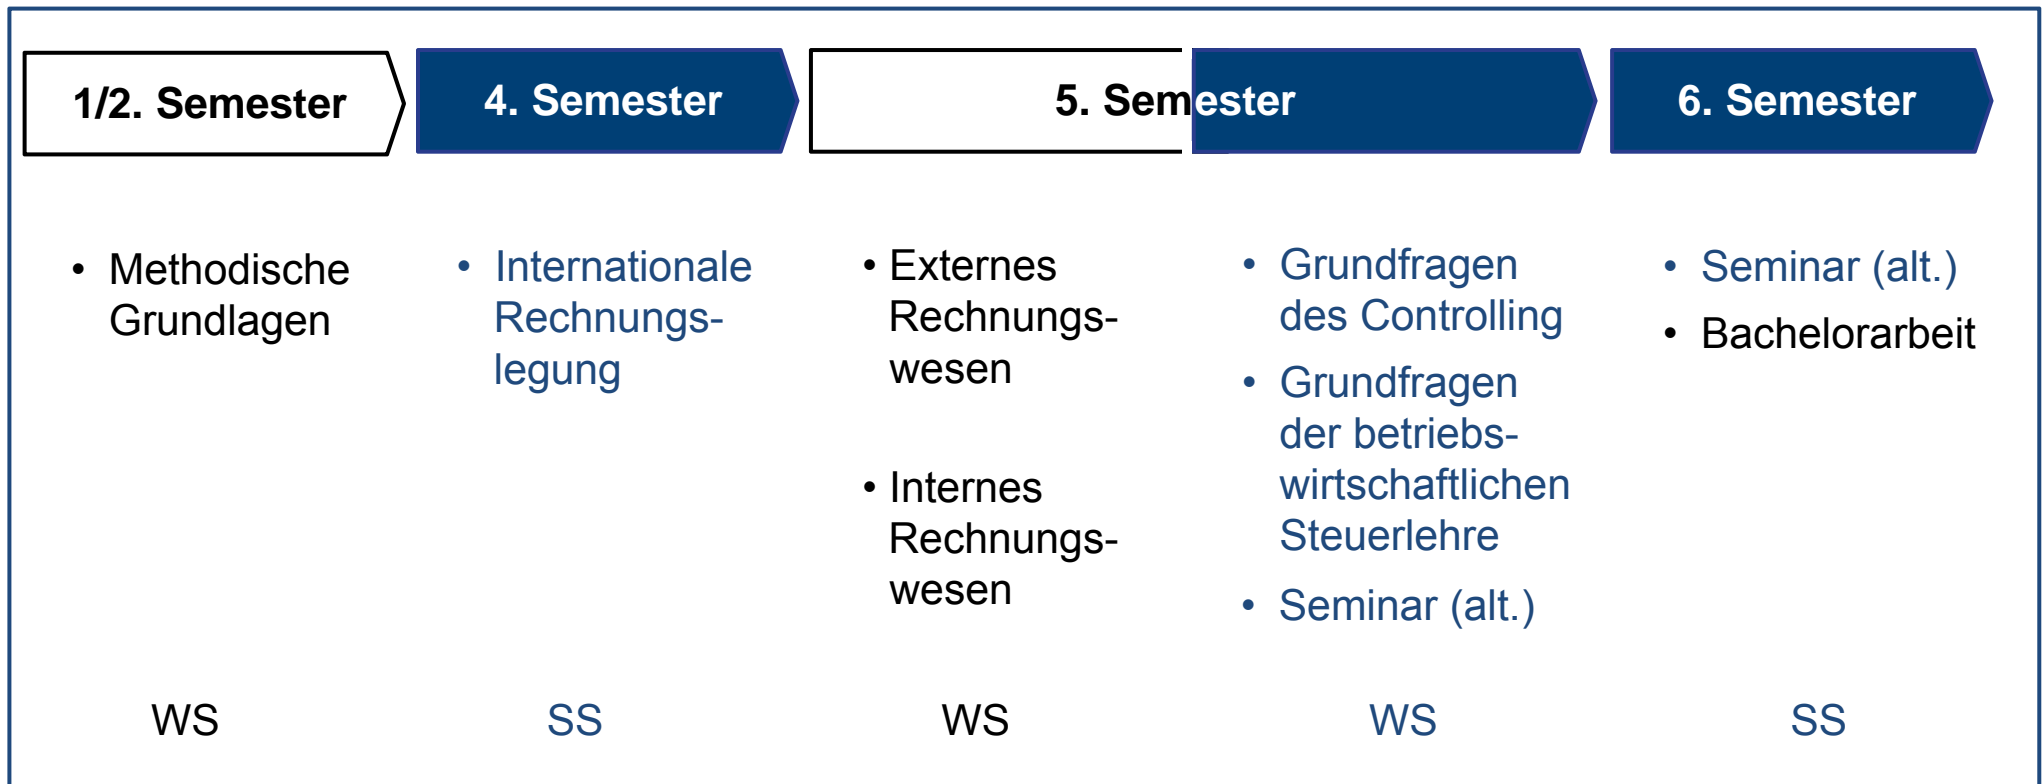 1/2. Semester
4. Semester
5. Semester
6. Semester
• Methodische
Grundlagen
• Internationale
Rechnungs-
legung
• Externes
Rechnungs-
wesen
• Internes
Rechnungs-
wesen
• Grundfragen
des Controlling
• Grundfragen
der betriebs-
wirtschaftlichen
Steuerlehre
• Seminar (alt.)
• Seminar (alt.)
• Bachelorarbeit
WS
SS
WS
WS
SS